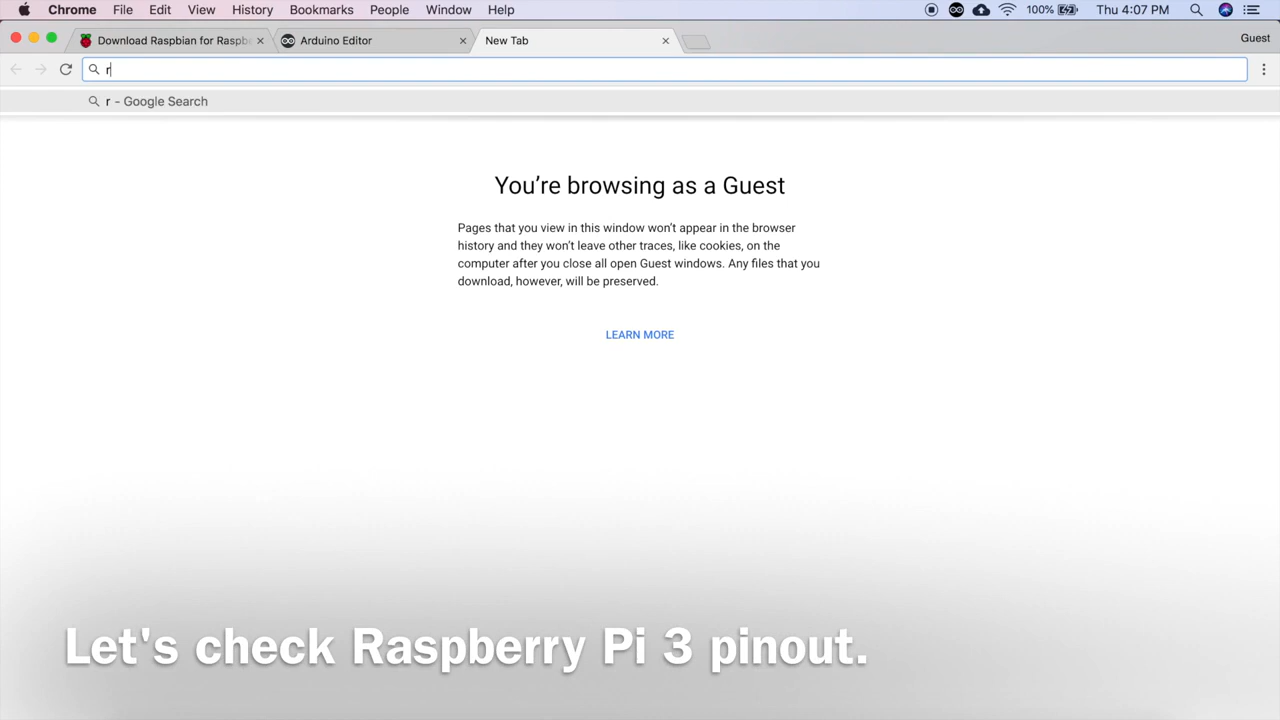 Chrome File Edit View History Bookmarks People Window Help 100% Thu 4:07 PM
Download Raspbian for Raspb Arduino Editor New Tab Guest
r
r - Google Search
You're browsing as a Guest
Pages that you view in this window won't appear in the browser
history and they won't leave other traces, like cookies, on the
computer after you close all open Guest windows. Any files that you
download, however, will be preserved.
LEARN MORE
Let's check Raspberry Pi 3 pinout.